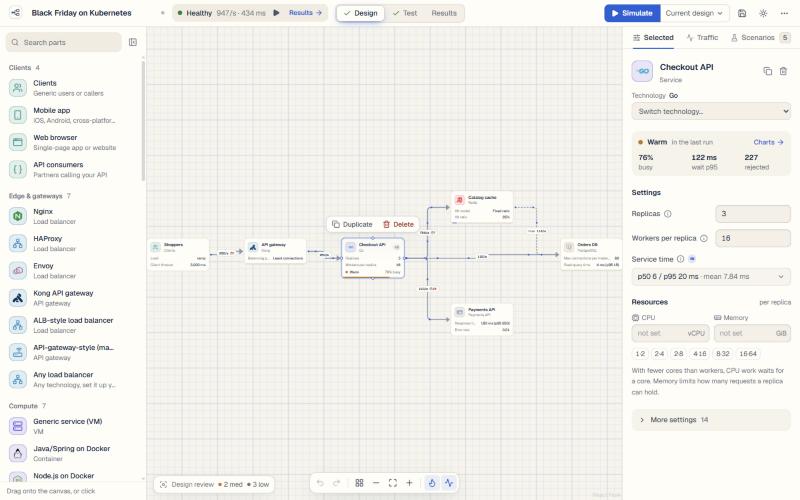 Black Friday on Kubernetes
Healthy 947/s · 434 ms Results →
Design Test Results
Simulate Current design
Search parts
Clients 4
Clients
Generic users or callers
Mobile app
iOS, Android, cross-platfor...
Web browser
Single-page app or website
API consumers
Partners calling your API
Edge & gateways 7
Nginx
Load balancer
HAProxy
Load balancer
Envoy
Load balancer
Kong API gateway
API gateway
ALB-style load balancer
Load balancer
API-gateway-style (ma...
API gateway
Any load balancer
Any technology, set it up y...
Compute 7
Generic service (VM)
VM
Java/Spring on Docker
Container
Node.js on Docker
Drag onto the canvas, or click
Duplicate Delete
Shoppers
Clients
API gateway
Kong
Checkout API
Go
Catalog cache
Redis
Orders DB
PostgreSQL
Payments API
Payments API
Error rate
Design review 2 med 3 low
Selected Traffic Scenarios 5
Checkout API
Service
Technology Go
Switch technology...
Warm in the last run Charts →
76% 122 ms 227
busy wait p95 rejected
Settings
Replicas 3
Workers per replica 16
Service time
p50 6 / p95 20 ms · mean 7.84 ms
Resources per replica
CPU Memory
not set vCPU not set GiB
1·2 2·4 2·8 4·16 8·32 16·64
With fewer cores than workers, CPU work waits for
a core. Memory limits how many requests a replica
can hold.
More settings 14